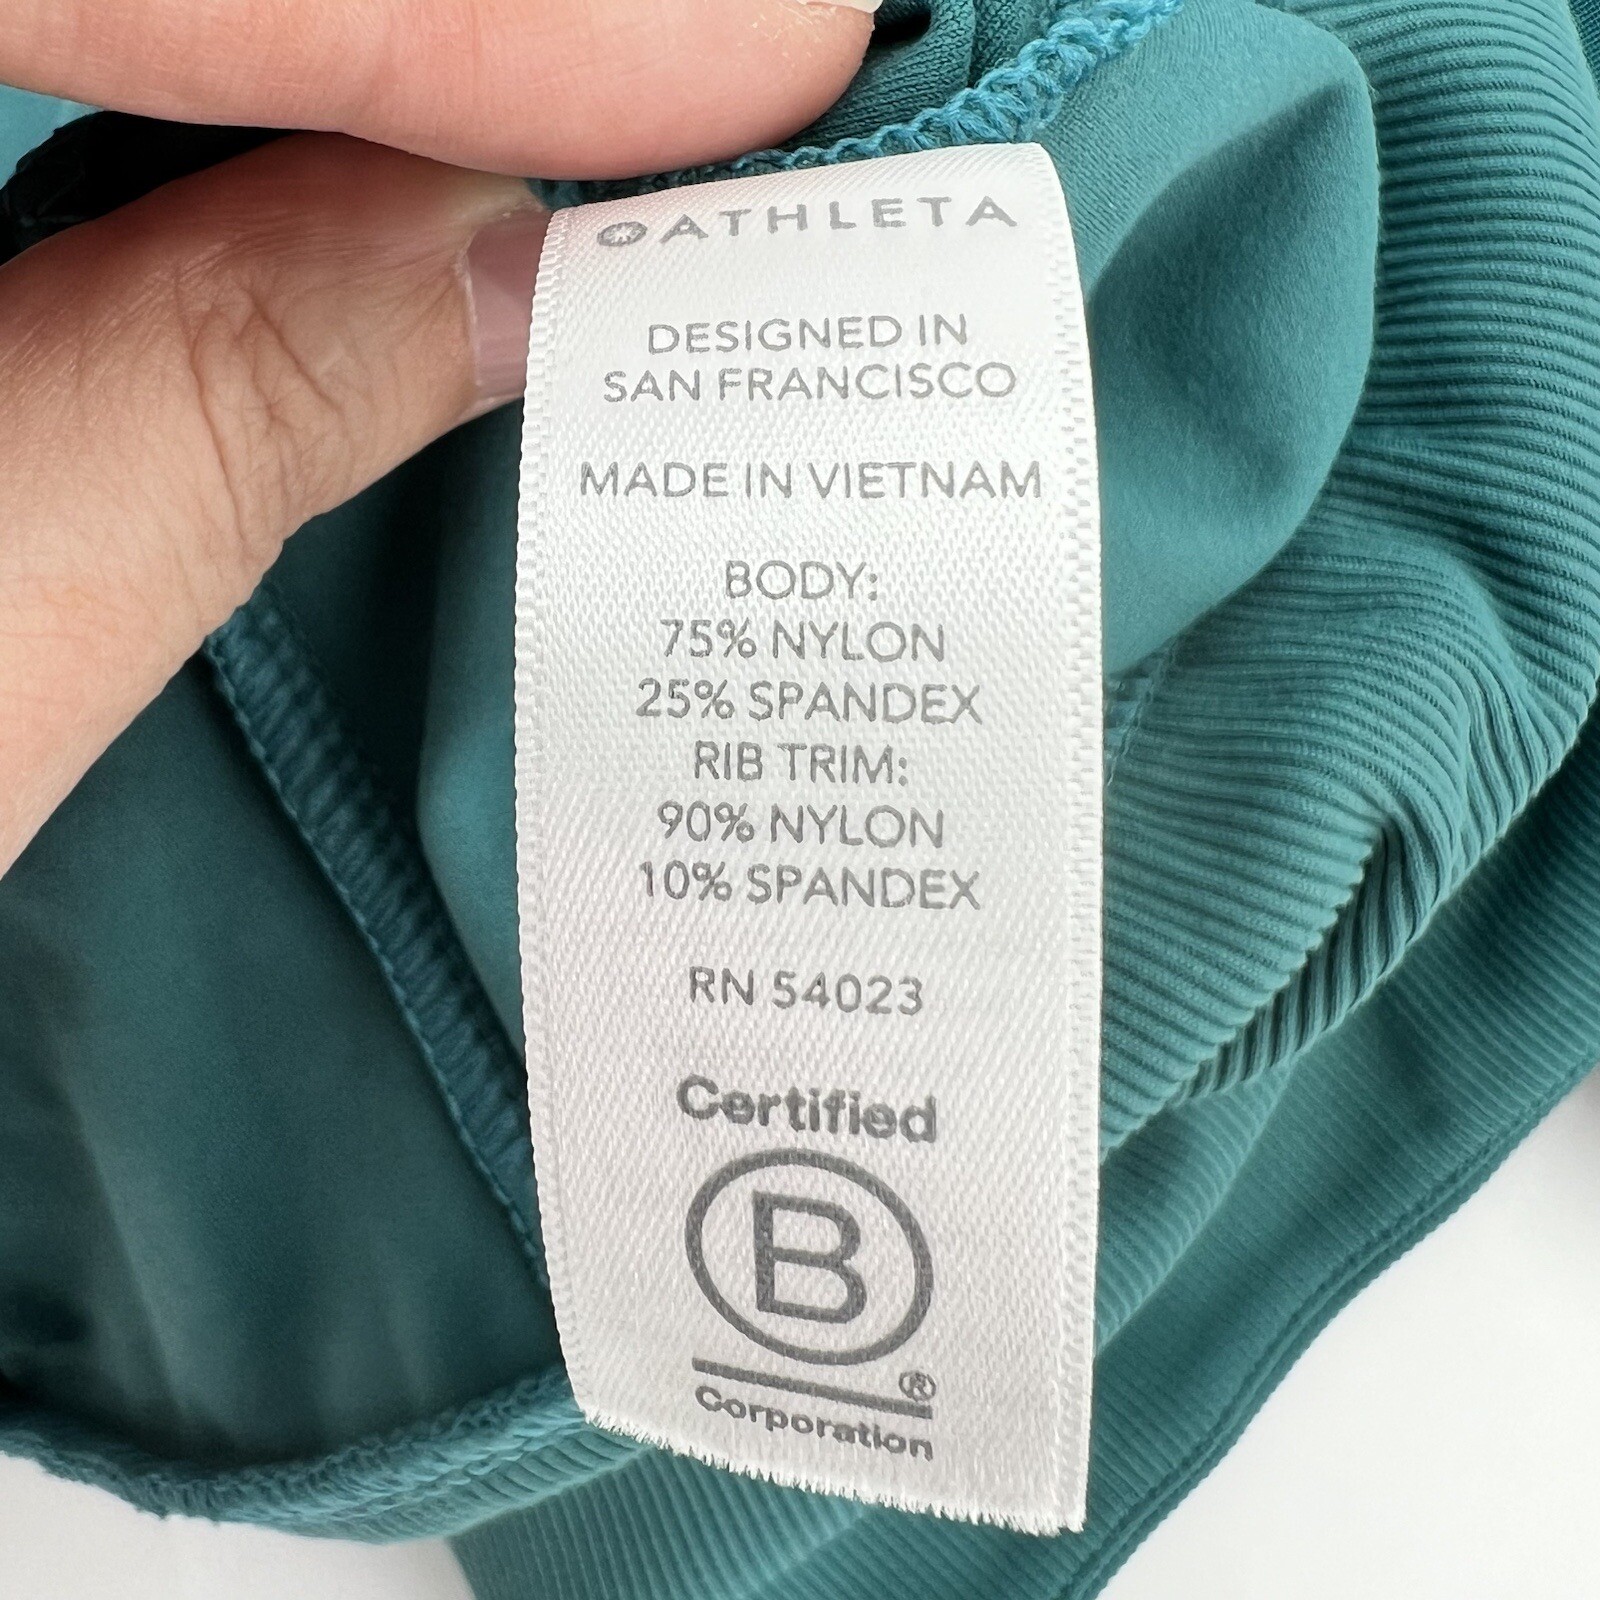 ATHLETA
DESIGNED IN
SAN FRANCISCO
MADE IN VIETNAM
BODY:
75% NYLON
25% SPANDEX
RIB TRIM:
90% NYLON
10% SPANDEX
RN 54023
Certified
B
®
Corporation